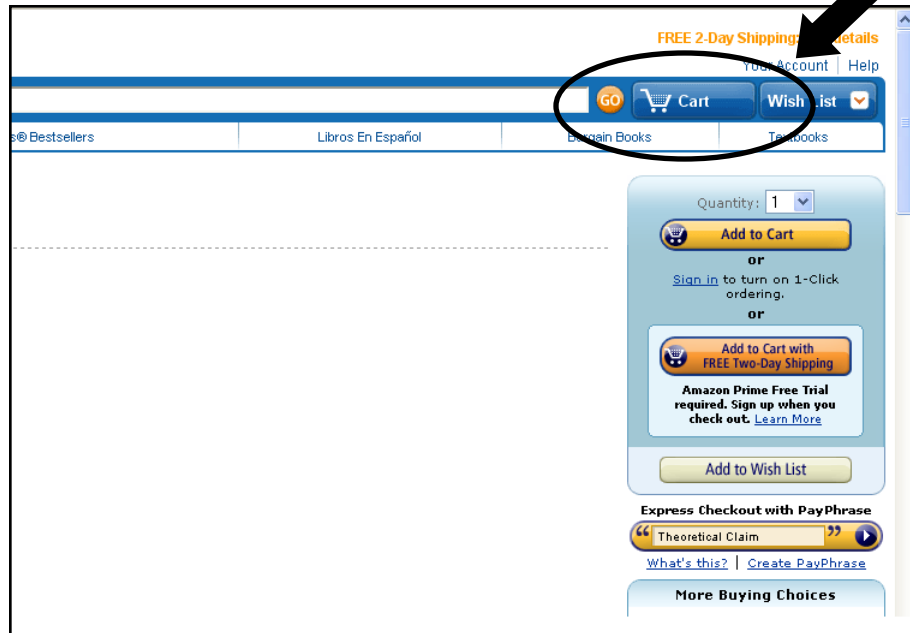 FREE 2-Day Shipping: details
Your Account | Help
GO Cart Wish List
s® Bestsellers Libros En Español Bargain Books Textbooks
Quantity: 1
Add to Cart
or
Sign in to turn on 1-Click
ordering.
or
Add to Cart with
FREE Two-Day Shipping
Amazon Prime Free Trial
required. Sign up when you
check out. Learn More
Add to Wish List
Express Checkout with PayPhrase
“ Theoretical Claim ”
What's this? | Create PayPhrase
More Buying Choices